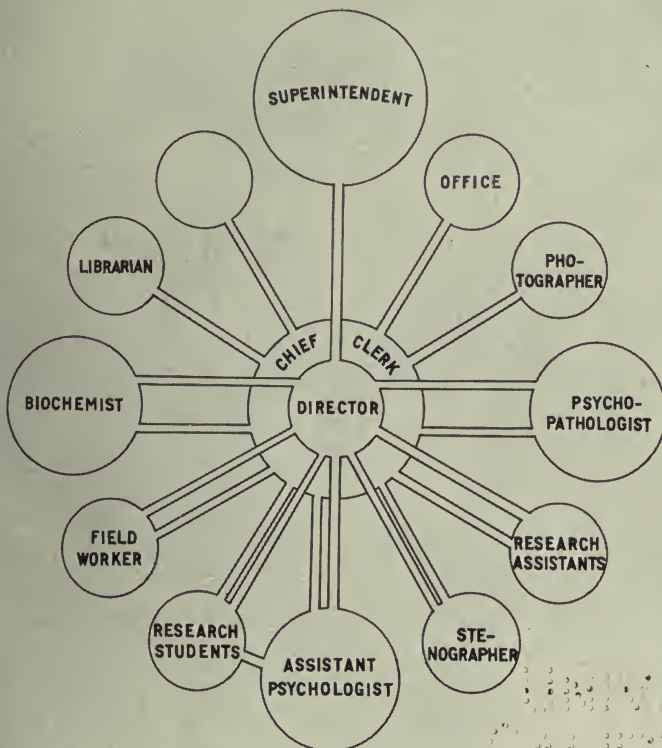 SUPERINTENDENT
OFFICE
LIBRARIAN
PHO-
TOGRAPHER
CHIEF CLERK
BIOCHEMIST
DIRECTOR
PSYCHO-
PATHOLOGIST
FIELD
WORKER
RESEARCH
ASSISTANTS
RESEARCH
STUDENTS
ASSISTANT
PSYCHOLOGIST
STE-
NOGRAPHER